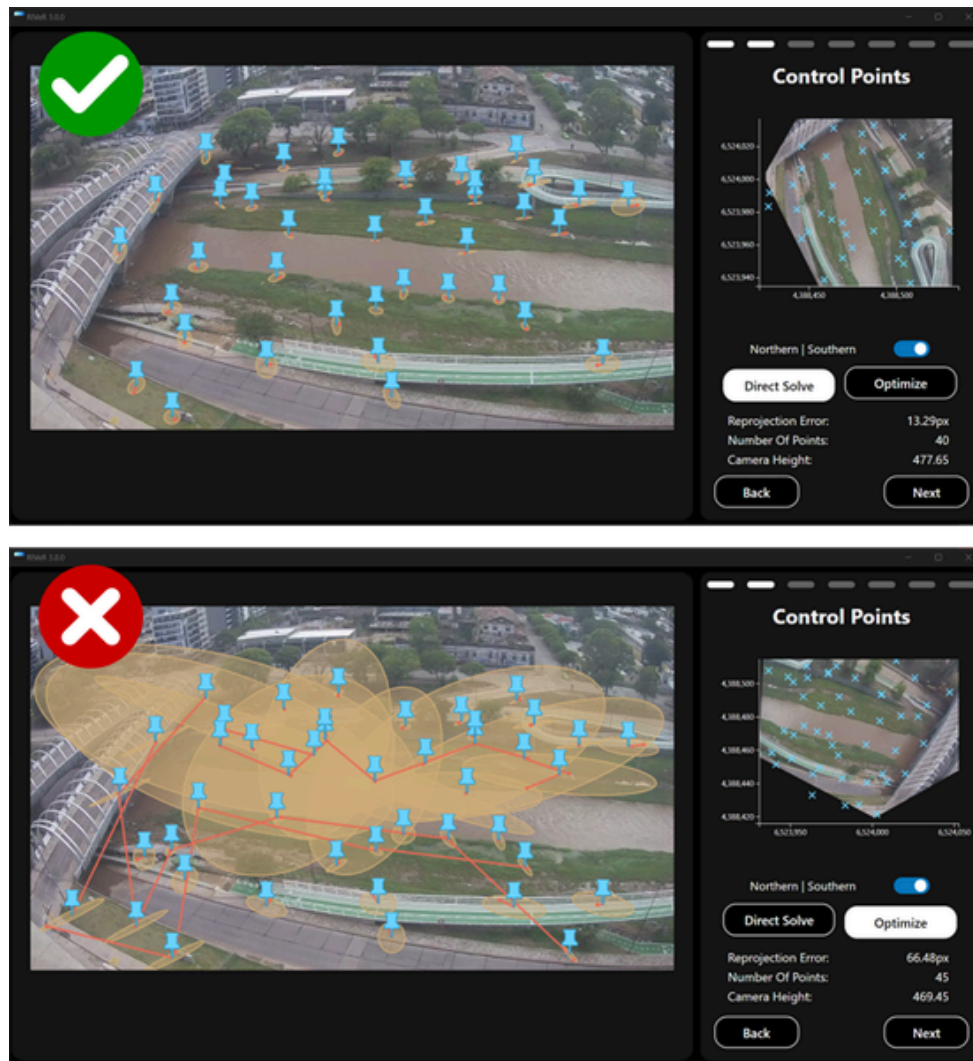 RIVeR 3.0.0
Control Points
6,524,020
6,524,000
6,523,980
6,523,960
6,523,940
4,388,450 4,388,500
Northern | Southern
Direct Solve Optimize
Reprojection Error: 13.29px
Number Of Points: 40
Camera Height: 477.65
Back Next
RIVeR 3.0.0
Control Points
4,388,500
4,388,480
4,388,460
4,388,440
4,388,420
6,523,950 6,524,000 6,524,050
Northern | Southern
Direct Solve Optimize
Reprojection Error: 66.48px
Number Of Points: 45
Camera Height: 469.45
Back Next